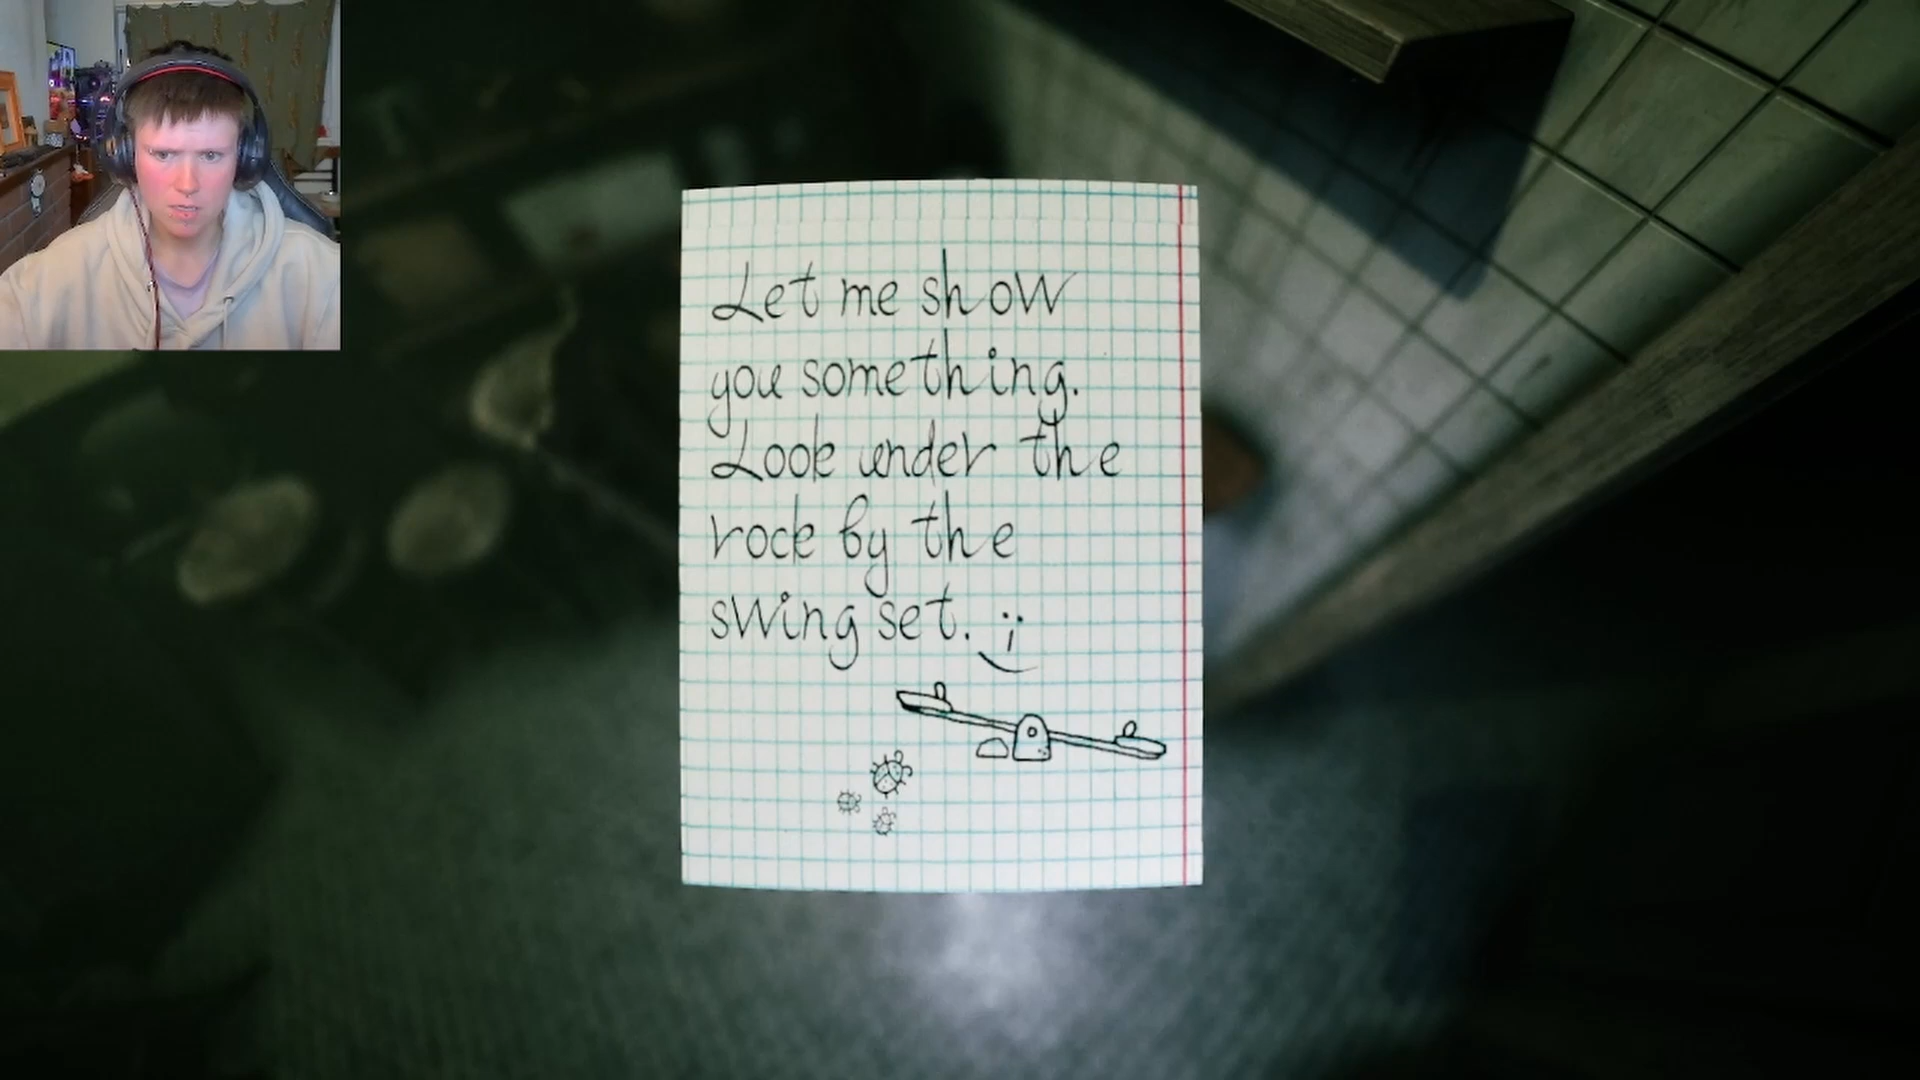 Let me show
you something.
Look under the
rock by the
swing set.